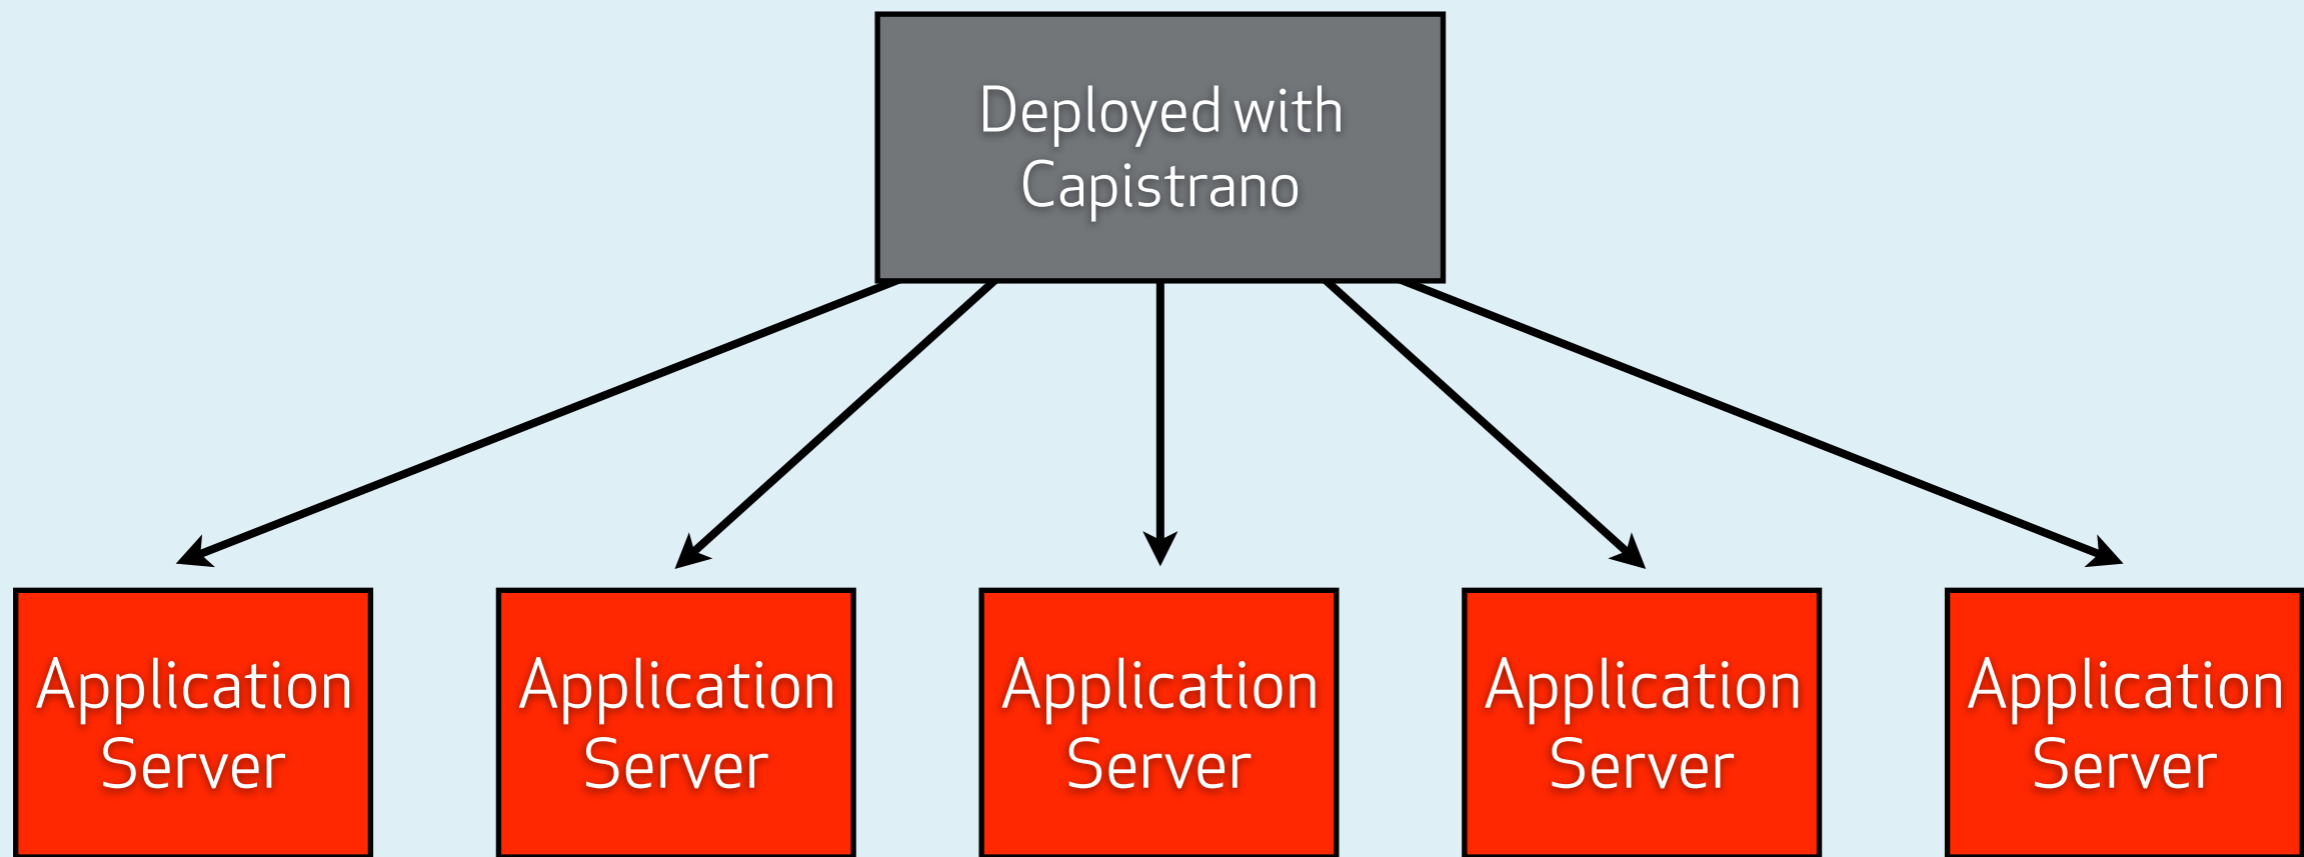 Deployed with
Capistrano
Application
Server
Application
Server
Application
Server
Application
Server
Application
Server